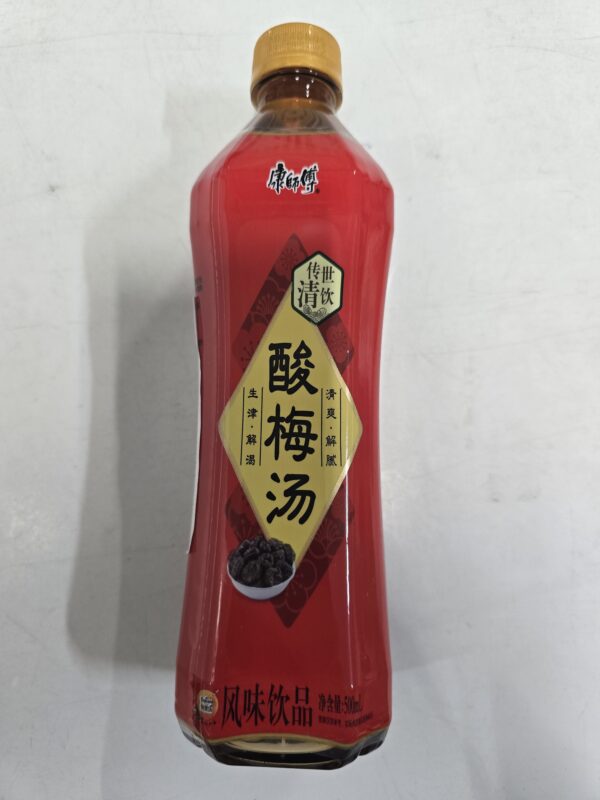 康師傅
传世
清饮
酸梅汤
清爽·解腻
生津·解渴
风味饮品
净含量:500mL